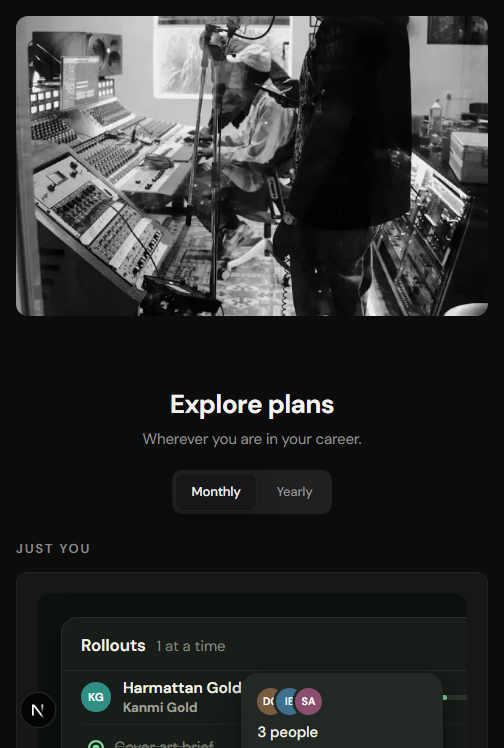 Explore plans
Wherever you are in your career.
Monthly Yearly
JUST YOU
Rollouts 1 at a time
KG Harmattan Gold
Kanmi Gold
SA
3 people
Cover art brief
N